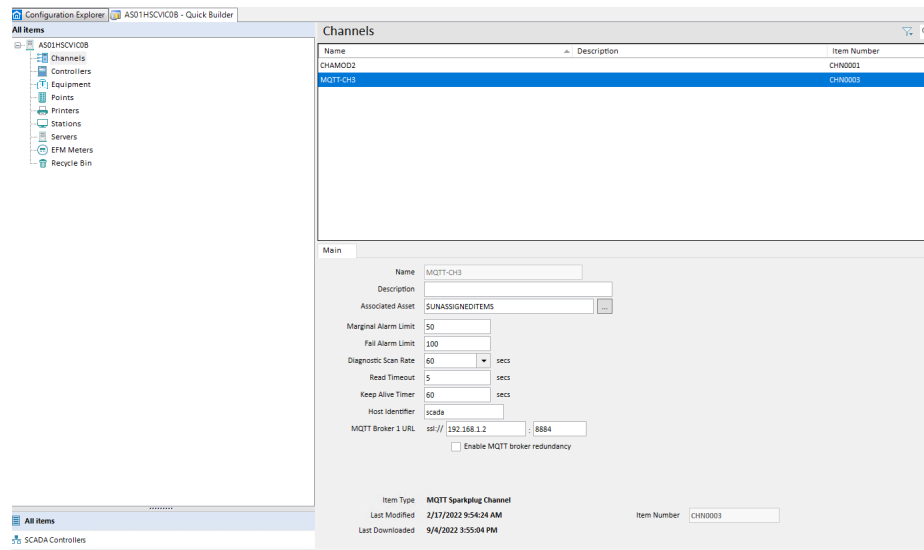 Configuration Explorer AS01HSCVIC0B - Quick Builder
All items
AS01HSCVIC0B
Channels
Controllers
Equipment
Points
Printers
Stations
Servers
EFM Meters
Recycle Bin
All items
SCADA Controllers
Channels
Name Description Item Number
CHAMOD2 CHN0001
MQTT-CH3 CHN0003
Main
Name MQTT-CH3
Description
Associated Asset $UNASSIGNEDITEMS ...
Marginal Alarm Limit 50
Fail Alarm Limit 100
Diagnostic Scan Rate 60 secs
Read Timeout 5 secs
Keep Alive Timer 60 secs
Host Identifier scada
MQTT Broker 1 URL ssl:// 192.168.1.2 : 8884
Enable MQTT broker redundancy
Item Type MQTT Sparkplug Channel
Last Modified 2/17/2022 9:54:24 AM Item Number CHN0003
Last Downloaded 9/4/2022 3:55:04 PM